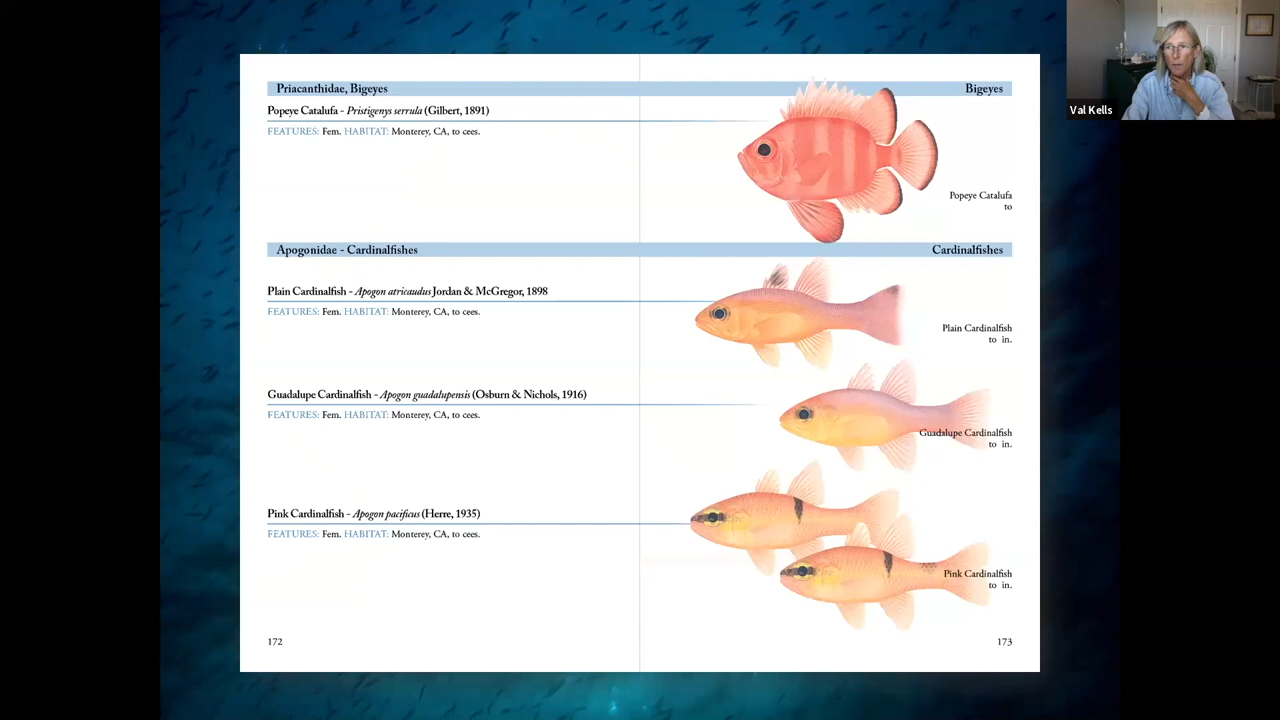 Priacanthidae, Bigeyes
Bigeyes
Popeye Catalufa - Pristigenys serrula (Gilbert, 1891)
FEATURES: Fem. HABITAT: Monterey, CA, to cees.
Popeye Catalufa
to
Apogonidae - Cardinalfishes
Cardinalfishes
Plain Cardinalfish - Apogon atricaudus Jordan & McGregor, 1898
FEATURES: Fem. HABITAT: Monterey, CA, to cees.
Plain Cardinalfish
to in.
Guadalupe Cardinalfish - Apogon guadalupensis (Osburn & Nichols, 1916)
FEATURES: Fem. HABITAT: Monterey, CA, to cees.
Guadalupe Cardinalfish
to in.
Pink Cardinalfish - Apogon pacificus (Herre, 1935)
FEATURES: Fem. HABITAT: Monterey, CA, to cees.
Pink Cardinalfish
to in.
172
173
Val Kells